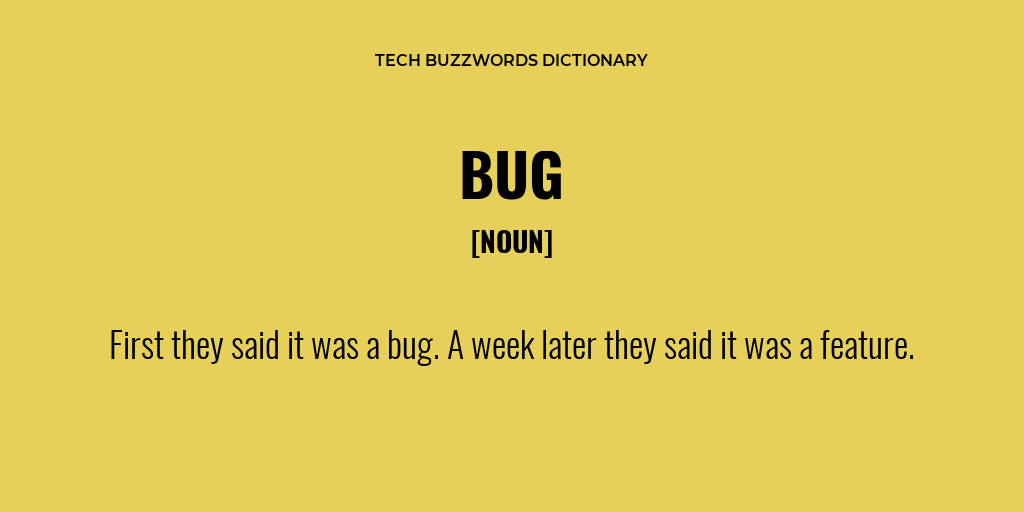 TECH BUZZWORDS DICTIONARY
BUG
[NOUN]
First they said it was a bug. A week later they said it was a feature.